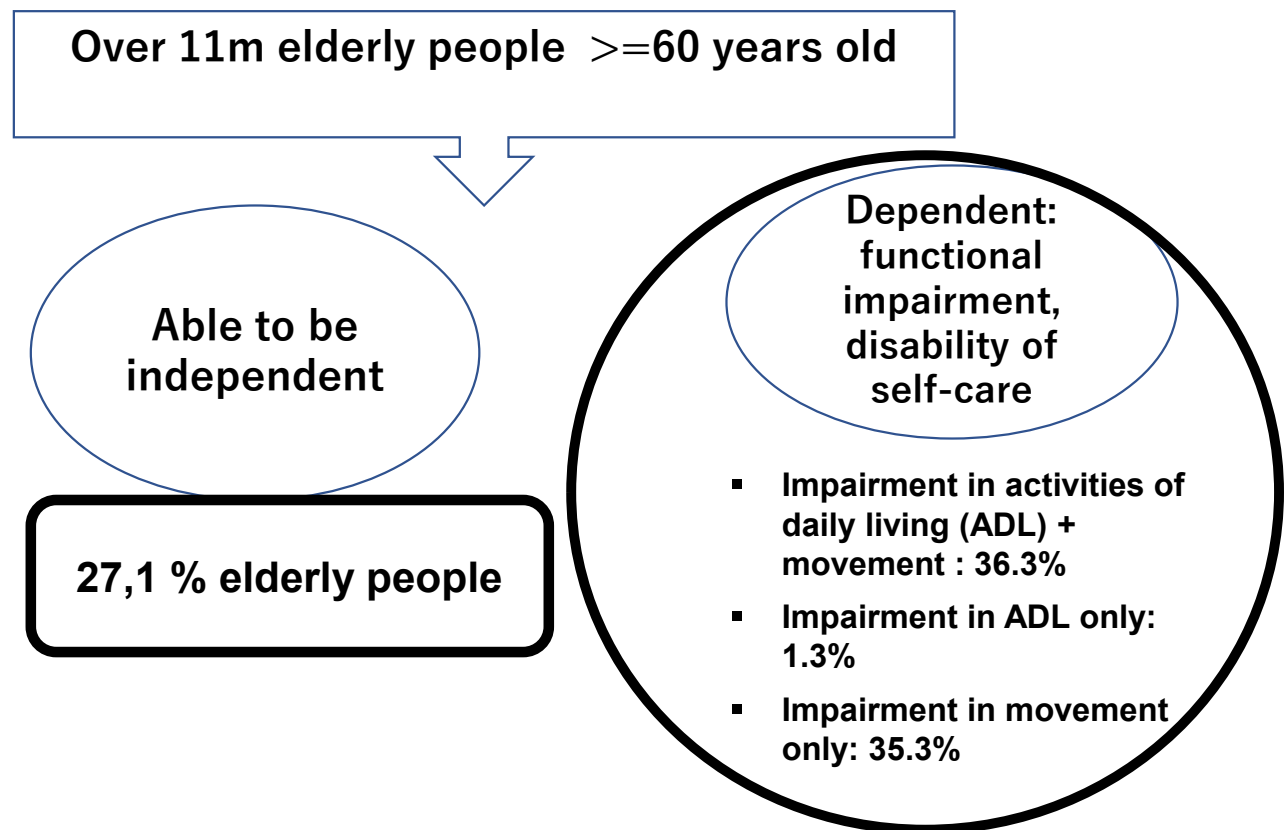 Over 11m elderly people >=60 years old
Able to be
independent
27,1 % elderly people
Dependent:
functional
impairment,
disability of
self-care
▪ Impairment in activities of
daily living (ADL) +
movement : 36.3%
▪ Impairment in ADL only:
1.3%
▪ Impairment in movement
only: 35.3%